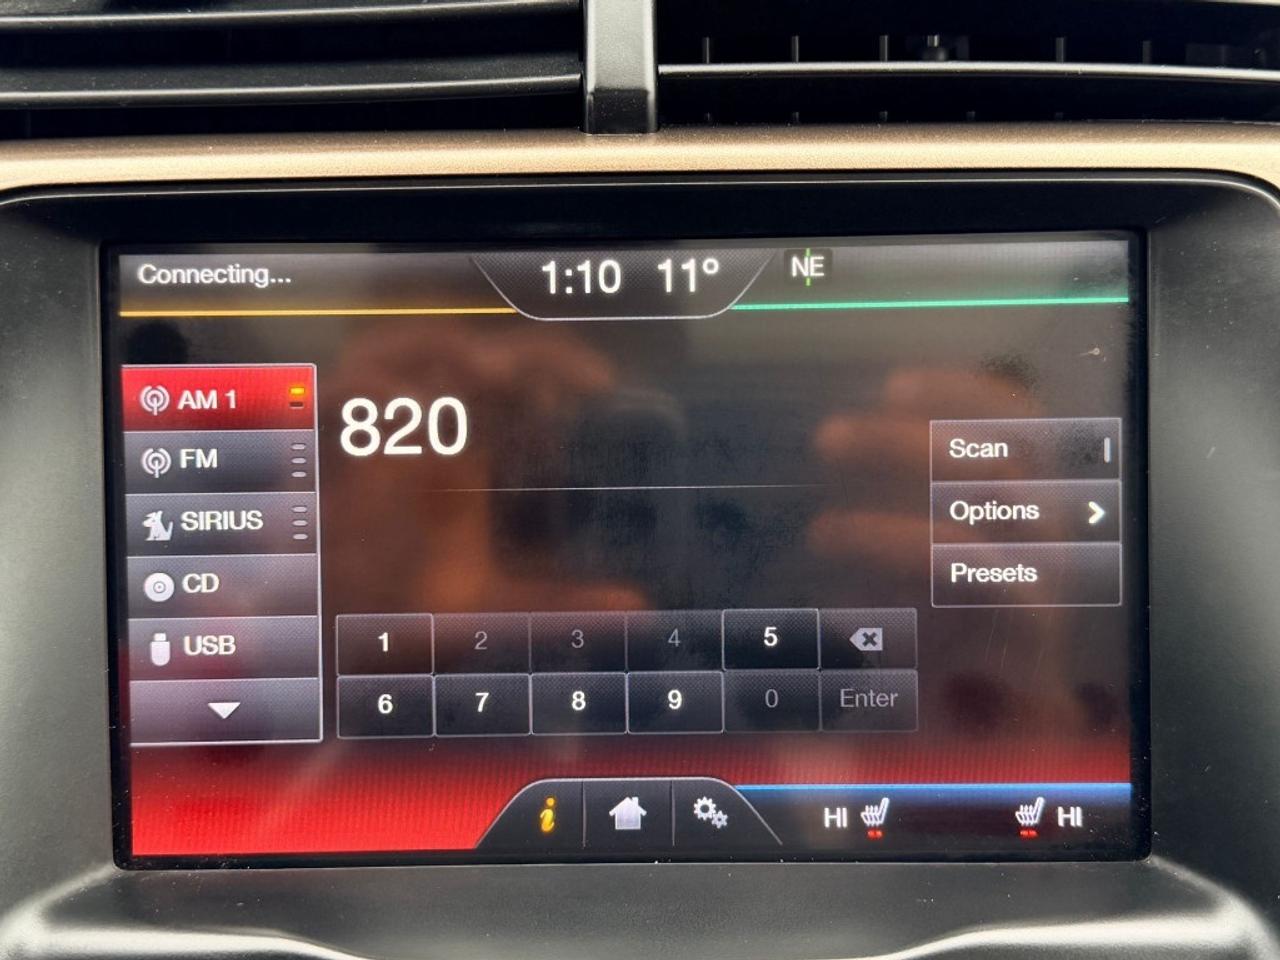 Connecting...
1:10 11°
NE
AM 1
FM
SIRIUS
CD
USB
820
Scan
Options
Presets
1 2 3 4 5
6 7 8 9 0 Enter
i
HI
HI